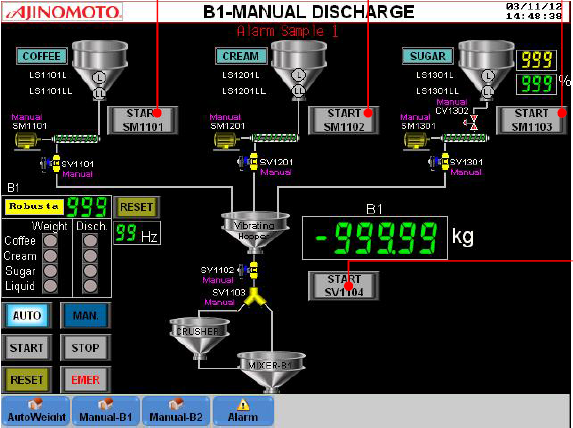 AJINOMOTO.
B1-MANUAL DISCHARGE
03/11/12
14:48:38
Alarm Sample 1
COFFEE
CREAM
SUGAR
999
LS1101L
LS1201L
LS1301L
999 %
LS1101LL
LS1201LL
LS1301LL
L L
L L
L L
Manual
CV1302
START
SM1101
START
SM1102
START
SM1103
Manual
SM1101
Manual
SM1201
Manual
SM1301
SV1101
Manual
SV1201
Manual
SV1301
Manual
B1
Robusta 999 RESET
Weight Disch.
99 Hz
Coffee
Cream
Sugar
Liquid
Vibrating
Hopper
B1
-999.99 kg
SV1102
Manual
SV1103
Manual
START
SV1104
AUTO MAN.
CRUSHER
START STOP
MIXER-B1
RESET EMER
AutoWeight Manual-B1 Manual-B2 Alarm